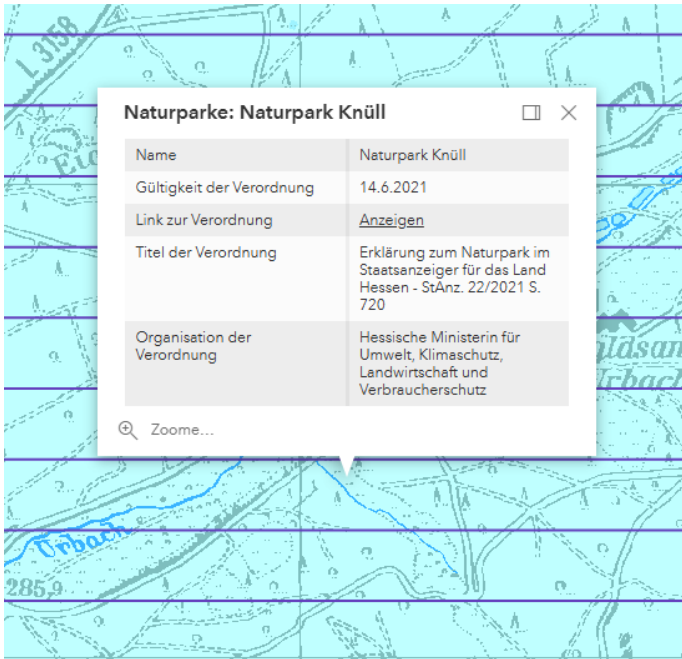 L 3158
Naturparke: Naturpark Knüll
Name Naturpark Knüll
Gültigkeit der Verordnung 14.6.2021
Link zur Verordnung Anzeigen
Titel der Verordnung Erklärung zum Naturpark im
Staatsanzeiger für das Land
Hessen - StAnz. 22/2021 S.
720
Organisation der Hessische Ministerin für
Verordnung Umwelt, Klimaschutz,
Landwirtschaft und
Verbraucherschutz
Zoome...
Urbach
285,9